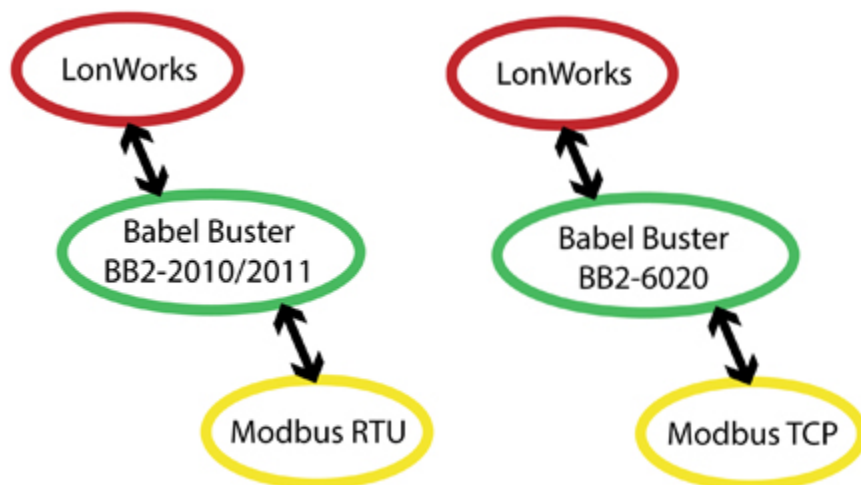 LonWorks
Babel Buster
BB2-2010/2011
Modbus RTU
LonWorks
Babel Buster
BB2-6020
Modbus TCP